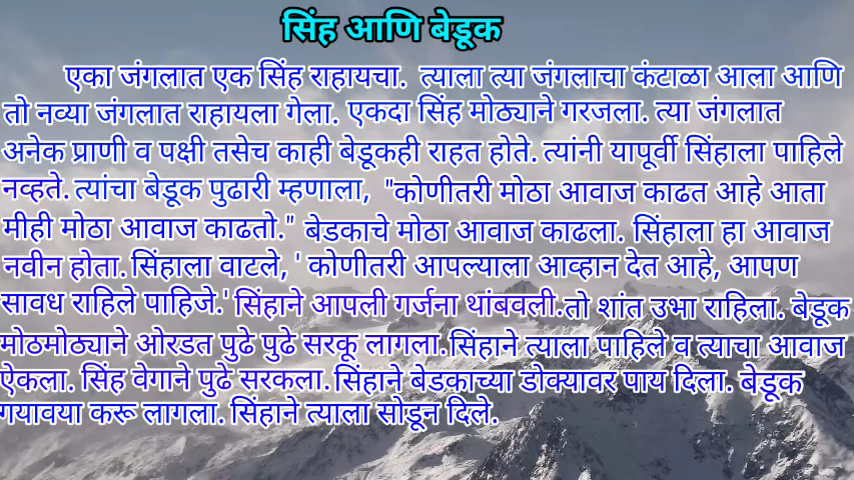 सिंह आणि बेडूक
एका जंगलात एक सिंह राहायचा. त्याला त्या जंगलाचा कंटाळा आला आणि
तो नव्या जंगलात राहायला गेला. एकदा सिंह मोठ्याने गरजला. त्या जंगलात
अनेक प्राणी व पक्षी तसेच काही बेडूकही राहत होते. त्यांनी यापूर्वी सिंहाला पाहिले
नव्हते. त्यांचा बेडूक पुढारी म्हणाला, "कोणीतरी मोठा आवाज काढत आहे आता
मीही मोठा आवाज काढतो." बेडकाचे मोठा आवाज काढला. सिंहाला हा आवाज
नवीन होता. सिंहाला वाटले, ' कोणीतरी आपल्याला आव्हान देत आहे, आपण
सावध राहिले पाहिजे.' सिंहाने आपली गर्जना थांबवली. तो शांत उभा राहिला. बेडूक
मोठमोठ्याने ओरडत पुढे पुढे सरकू लागला. सिंहाने त्याला पाहिले व त्याचा आवाज
ऐकला. सिंह वेगाने पुढे सरकला. सिंहाने बेडकाच्या डोक्यावर पाय दिला. बेडूक
गयावया करू लागला. सिंहाने त्याला सोडून दिले.